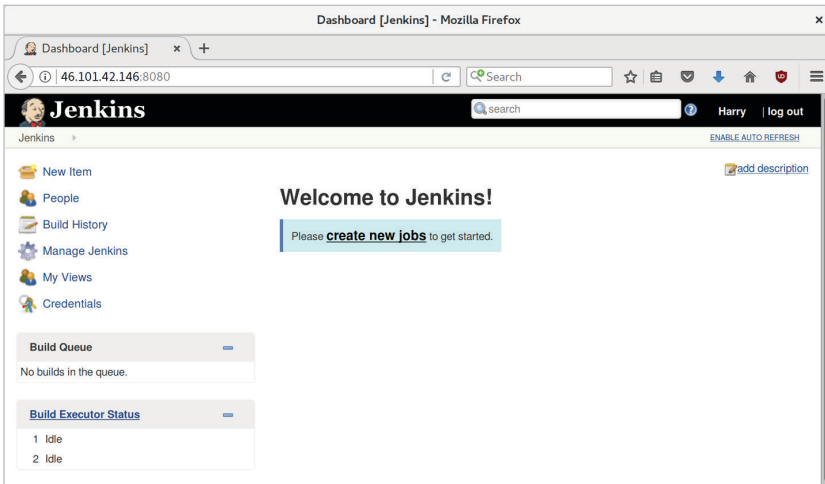 Dashboard [Jenkins] - Mozilla Firefox
Dashboard [Jenkins]
46.101.42.146:8080
Search
Jenkins
search
Harry | log out
Jenkins
ENABLE AUTO REFRESH
New Item
People
Build History
Manage Jenkins
My Views
Credentials
add description
Welcome to Jenkins!
Please create new jobs to get started.
Build Queue
No builds in the queue.
Build Executor Status
1 Idle
2 Idle